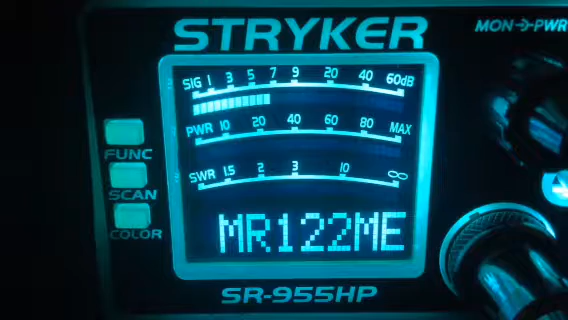 STRYKER
MON->PWR
SIG 1 3 5 7 9 20 40 60dB
PWR 10 20 40 60 80 MAX
SWR 1.5 2 3 10 ∞
FUNC
SCAN
COLOR
MR122ME
SR-955HP